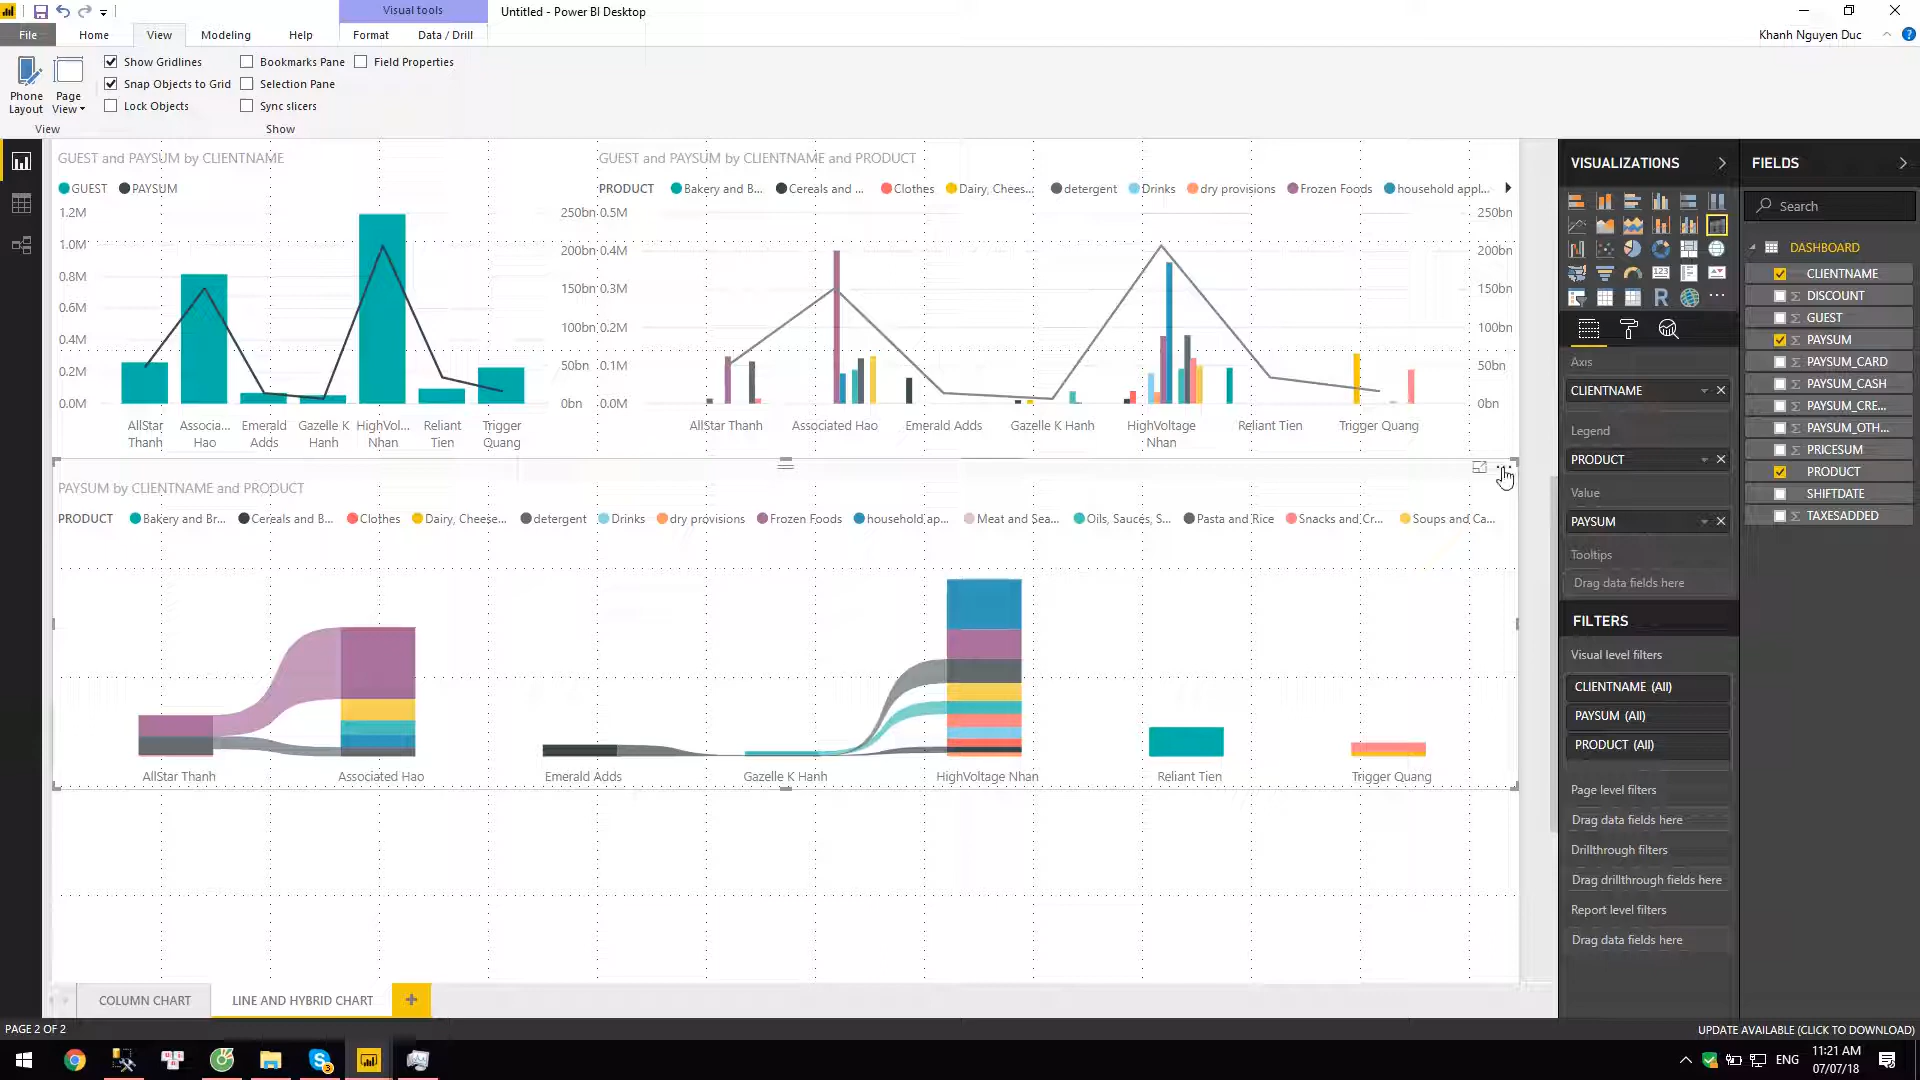 Visual tools
Untitled - Power BI Desktop
File
Home
View
Modeling
Help
Format
Data / Drill
Khanh Nguyen Duc
Phone Layout
Page View
Show Gridlines
Snap Objects to Grid
Lock Objects
Bookmarks Pane
Selection Pane
Sync slicers
Field Properties
View
Show
GUEST and PAYSUM by CLIENTNAME
GUEST PAYSUM
1.2M
1.0M
0.8M
0.6M
0.4M
0.2M
0.0M
250bn
200bn
150bn
100bn
50bn
0bn
AllStar Thanh
Associa... Hao
Emerald Adds
Gazelle K Hanh
HighVol... Nhan
Reliant Tien
Trigger Quang
GUEST and PAYSUM by CLIENTNAME and PRODUCT
PRODUCT Bakery and B... Cereals and ... Clothes Dairy, Chees... detergent Drinks dry provisions Frozen Foods household appl...
0.5M
0.4M
0.3M
0.2M
0.1M
0.0M
250bn
200bn
150bn
100bn
50bn
0bn
AllStar Thanh
Associated Hao
Emerald Adds
Gazelle K Hanh
HighVoltage Nhan
Reliant Tien
Trigger Quang
PAYSUM by CLIENTNAME and PRODUCT
PRODUCT Bakery and Br... Cereals and B... Clothes Dairy, Cheese... detergent Drinks dry provisions Frozen Foods household ap... Meat and Sea... Oils, Sauces, S... Pasta and Rice Snacks and Cr... Soups and Ca...
AllStar Thanh
Associated Hao
Emerald Adds
Gazelle K Hanh
HighVoltage Nhan
Reliant Tien
Trigger Quang
VISUALIZATIONS
Axis
CLIENTNAME
Legend
PRODUCT
Value
PAYSUM
Tooltips
Drag data fields here
FILTERS
Visual level filters
CLIENTNAME (All)
PAYSUM (All)
PRODUCT (All)
Page level filters
Drag data fields here
Drillthrough filters
Drag drillthrough fields here
Report level filters
Drag data fields here
FIELDS
Search
DASHBOARD
CLIENTNAME
DISCOUNT
GUEST
PAYSUM
PAYSUM_CARD
PAYSUM_CASH
PAYSUM_CRE...
PAYSUM_OTH...
PRICESUM
PRODUCT
SHIFTDATE
TAXESADDED
COLUMN CHART
LINE AND HYBRID CHART
PAGE 2 OF 2
UPDATE AVAILABLE (CLICK TO DOWNLOAD)
ENG
11:21 AM
07/07/18